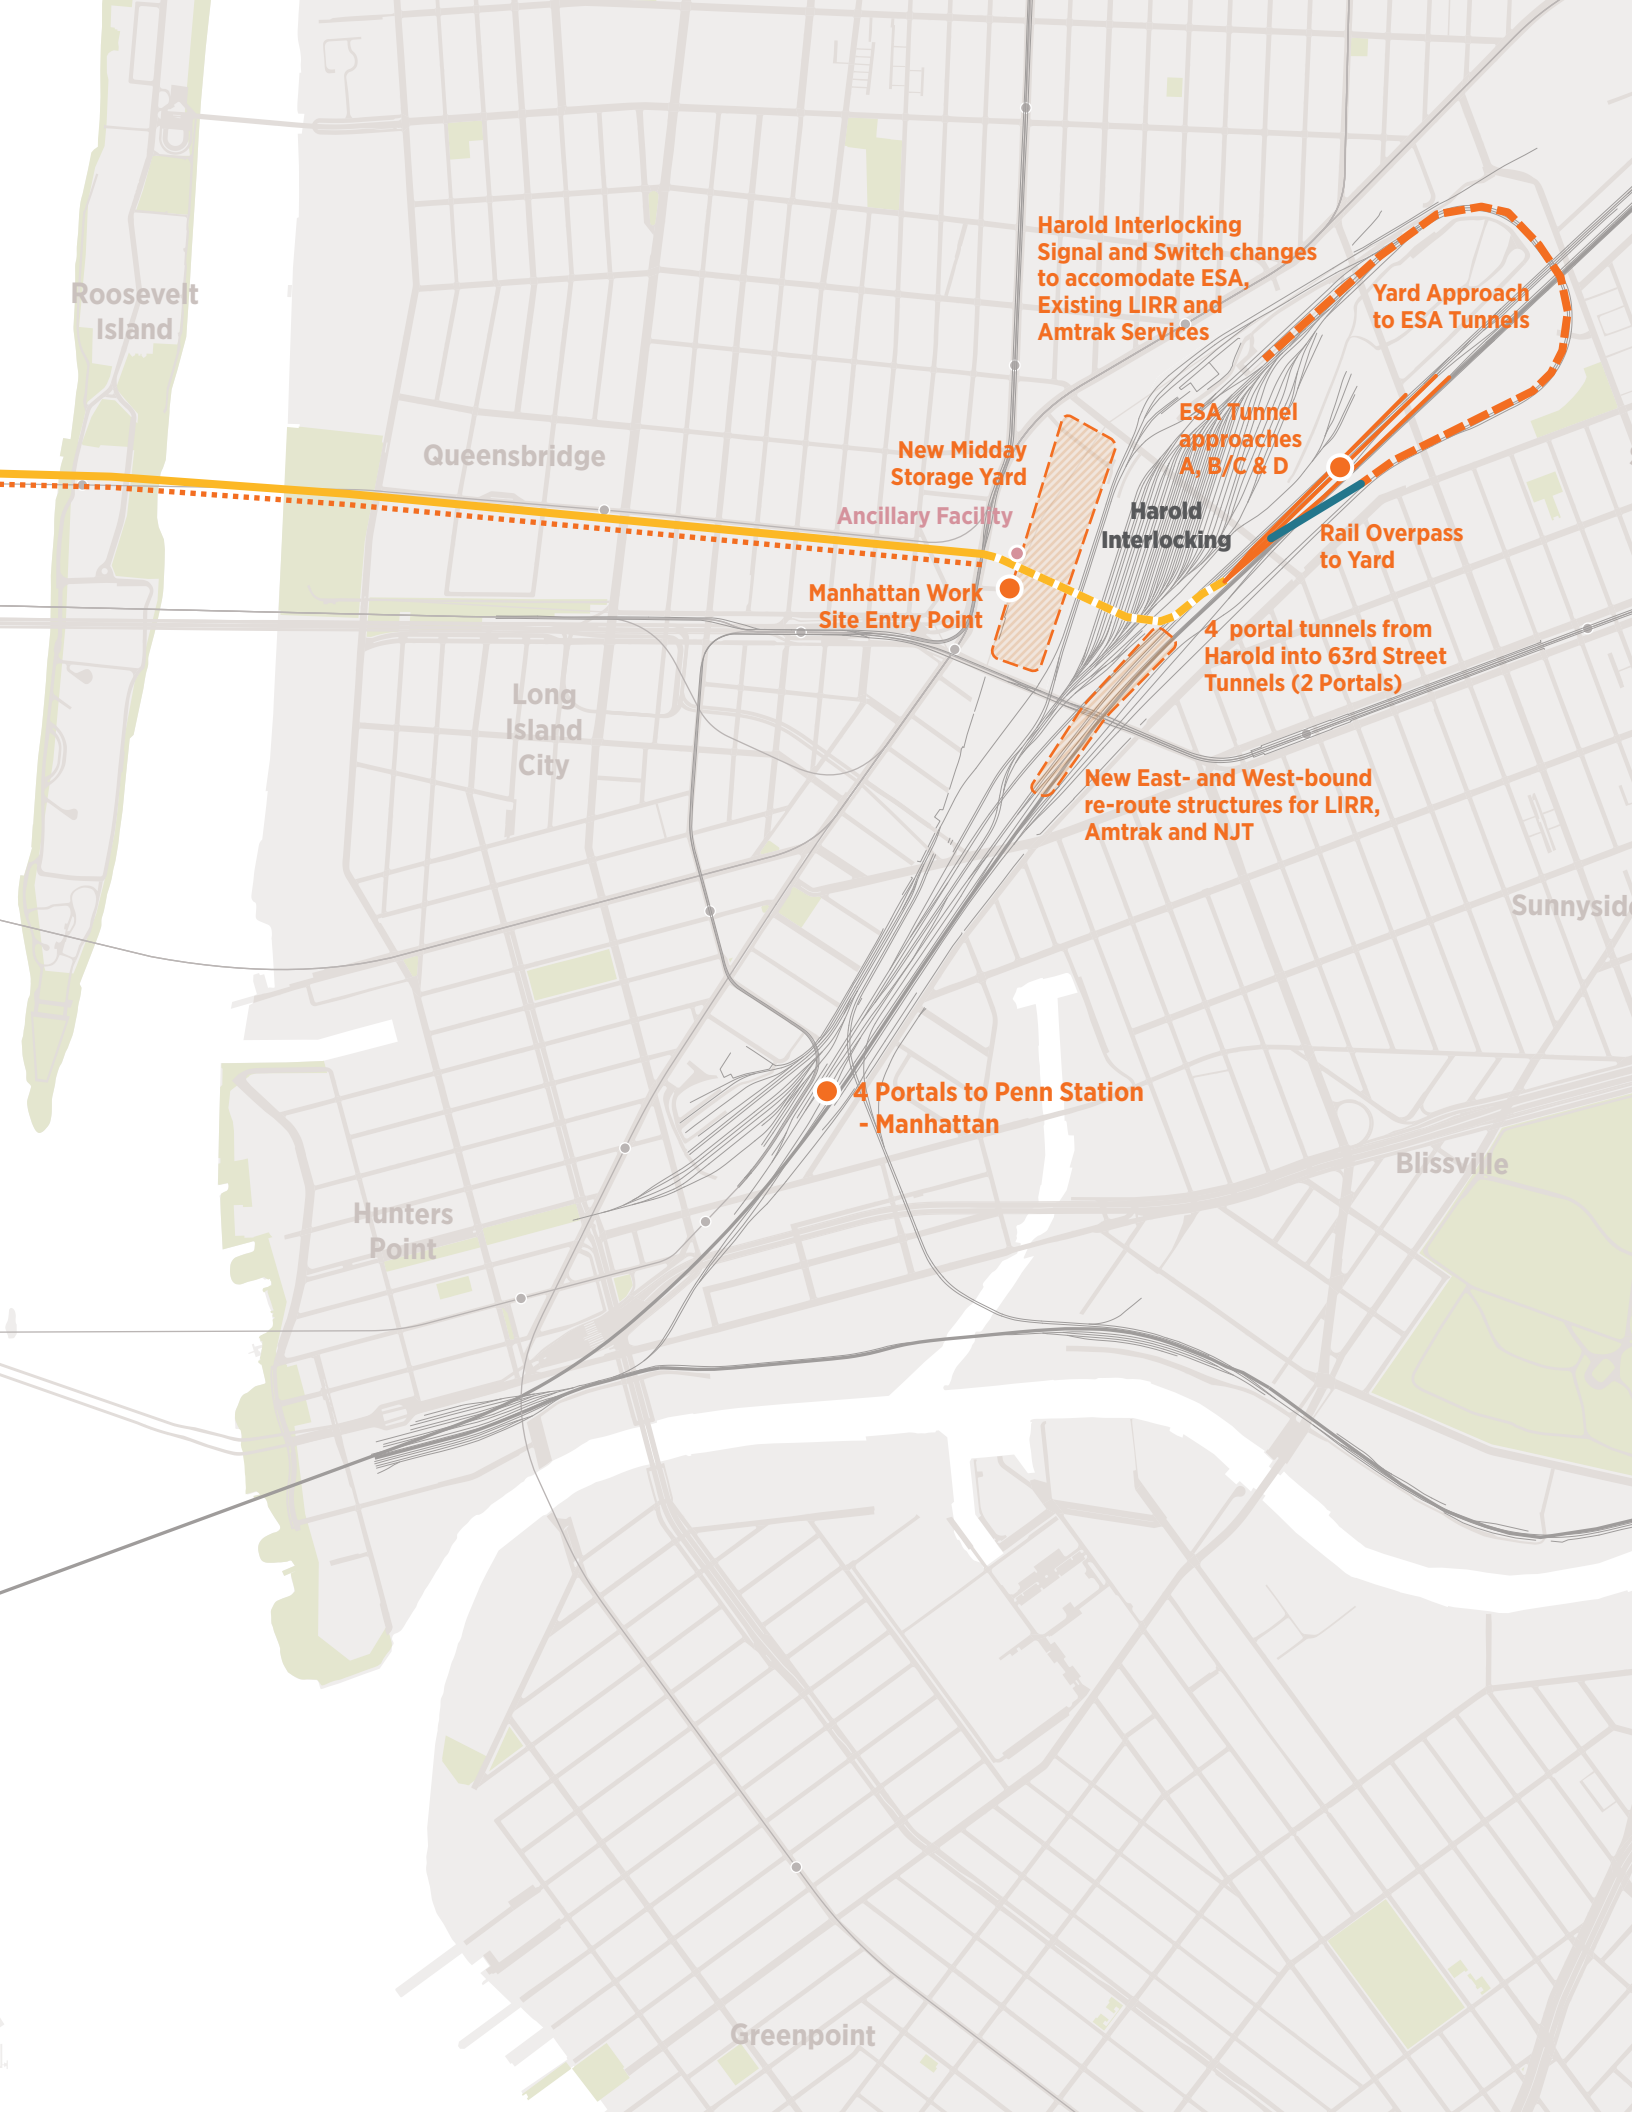 Harold Interlocking
Signal and Switch changes
to accomodate ESA,
Existing LIRR and
Amtrak Services
Roosevelt
Island
Yard Approach
to ESA Tunnels
ESA Tunnel
approaches
A, B/C & D
Queensbridge
New Midday
Storage Yard
Ancillary Facility
Harold
Interlocking
Rail Overpass
to Yard
Manhattan Work
Site Entry Point
4 portal tunnels from
Harold into 63rd Street
Tunnels (2 Portals)
Long
Island
City
New East- and West-bound
re-route structures for LIRR,
Amtrak and NJT
Sunnysid
4 Portals to Penn Station
- Manhattan
Blissville
Hunters
Point
Greenpoint